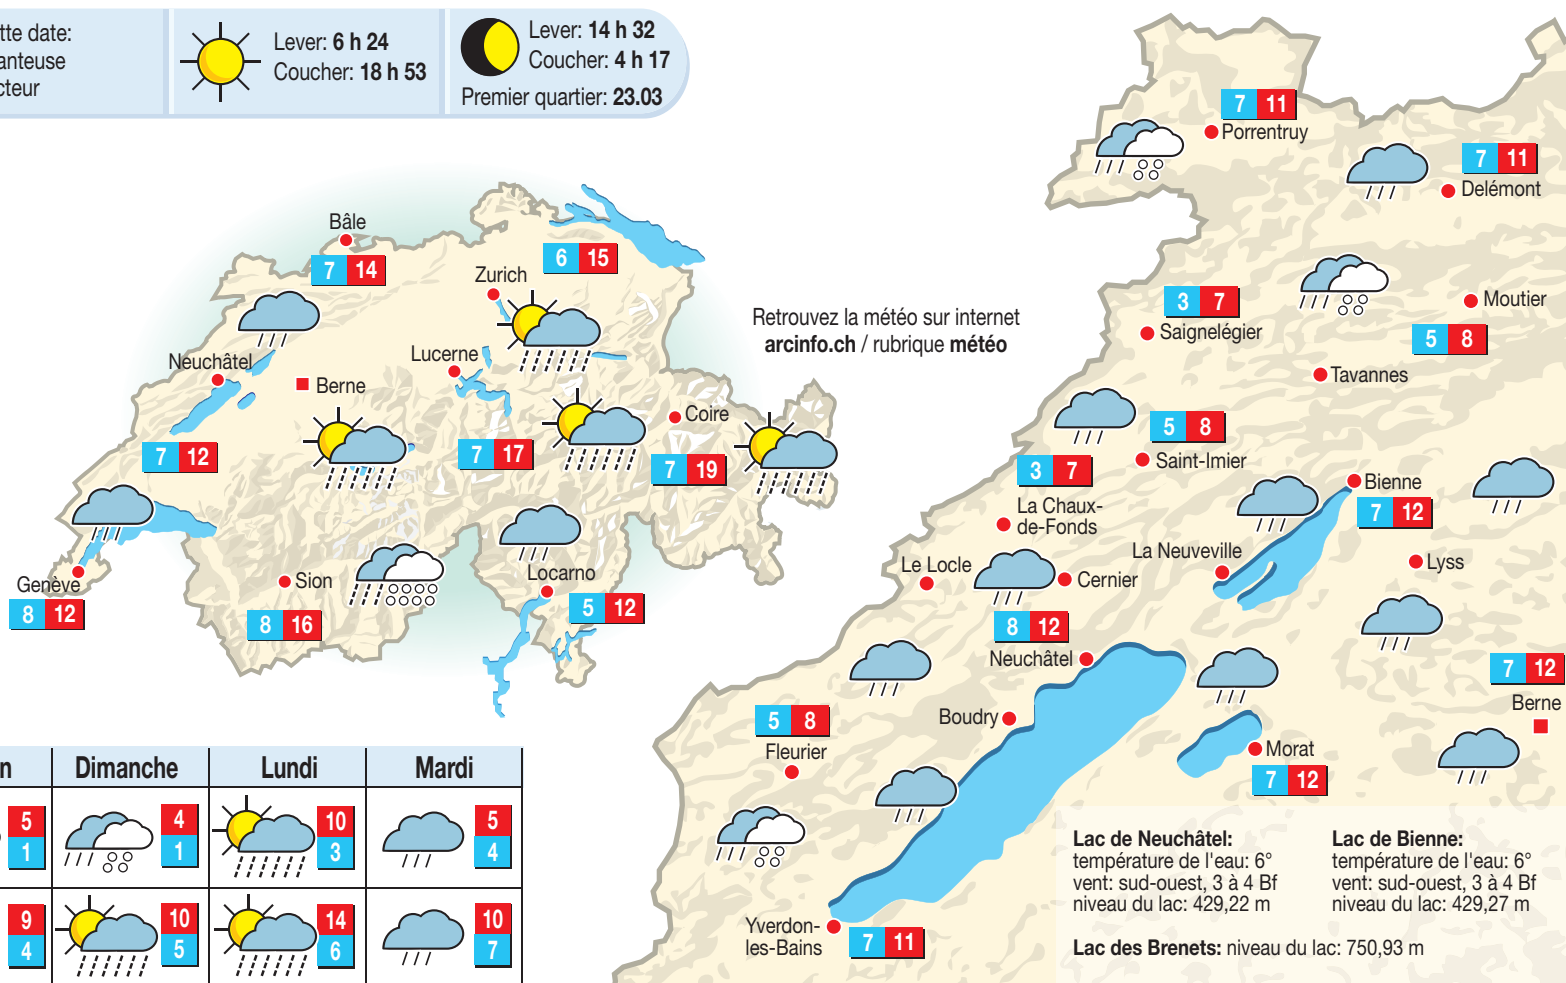 tte date:
anteuse
cteur
Lever: 6 h 24
Coucher: 18 h 53
Lever: 14 h 32
Coucher: 4 h 17
Premier quartier: 23.03
Bâle
7 14
6 15
Zurich
Neuchâtel
Berne
Lucerne
Coire
7 12
7 17
7 19
Genève
8 12
Sion
8 16
Locarno
5 12
Retrouvez la météo sur internet
arcinfo.ch / rubrique météo
7 11
Porrentruy
7 11
Delémont
3 7
Saignelégier
Moutier
5 8
Tavannes
5 8
Saint-Imier
3 7
La Chaux-
de-Fonds
Bienne
7 12
La Neuveville
Lyss
Le Locle
Cernier
8 12
Neuchâtel
7 12
Berne
Boudry
5 8
Fleurier
Morat
7 12
Yverdon-
les-Bains
7 11
n Dimanche Lundi Mardi
5 4 10 5
1 1 3 4
9 10 14 10
4 5 6 7
Lac de Neuchâtel:
température de l'eau: 6°
vent: sud-ouest, 3 à 4 Bf
niveau du lac: 429,22 m
Lac de Bienne:
température de l'eau: 6°
vent: sud-ouest, 3 à 4 Bf
niveau du lac: 429,27 m
Lac des Brenets: niveau du lac: 750,93 m